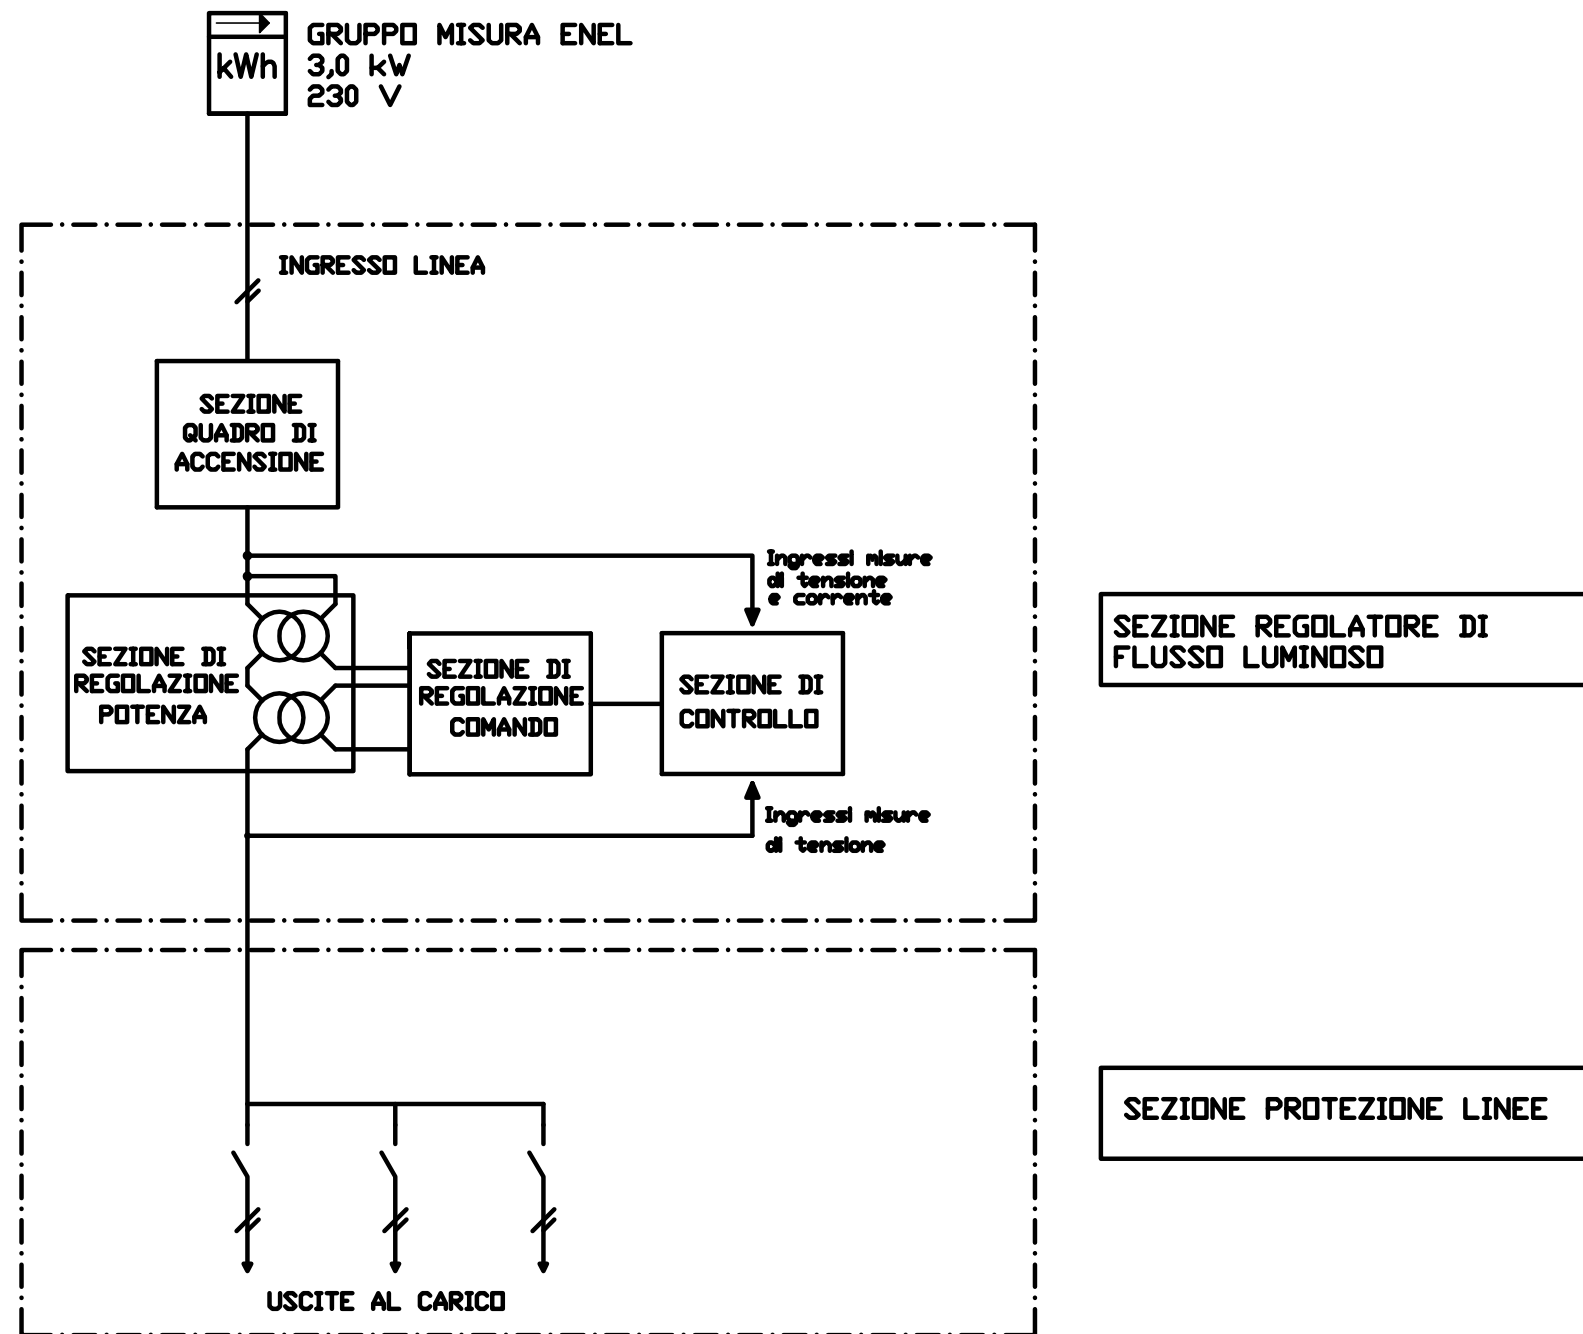 kWh
GRUPPO MISURA ENEL
3,0 kW
230 V
INGRESSO LINEA
SEZIONE
QUADRO DI
ACCENSIONE
Ingressi misure
di tensione
e corrente
SEZIONE DI
REGOLAZIONE
POTENZA
SEZIONE DI
REGOLAZIONE
COMANDO
SEZIONE DI
CONTROLLO
SEZIONE REGOLATORE DI
FLUSSO LUMINOSO
Ingressi misure
di tensione
SEZIONE PROTEZIONE LINEE
USCITE AL CARICO